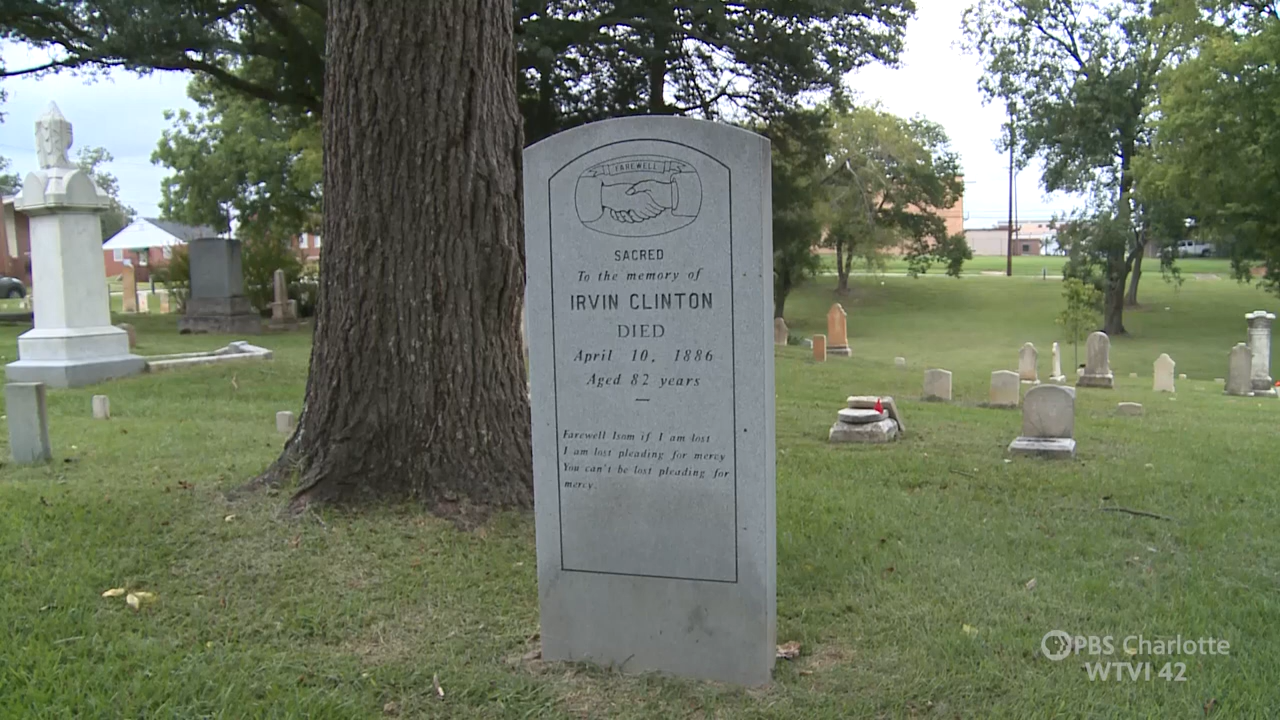 FAREWELL
SACRED
To the memory of
IRVIN CLINTON
DIED
April 10, 1886
Aged 82 years
Farewell Isom if I am lost
I am lost pleading for mercy
You can't be lost pleading for
mercy.
PBS Charlotte
WTVI 42